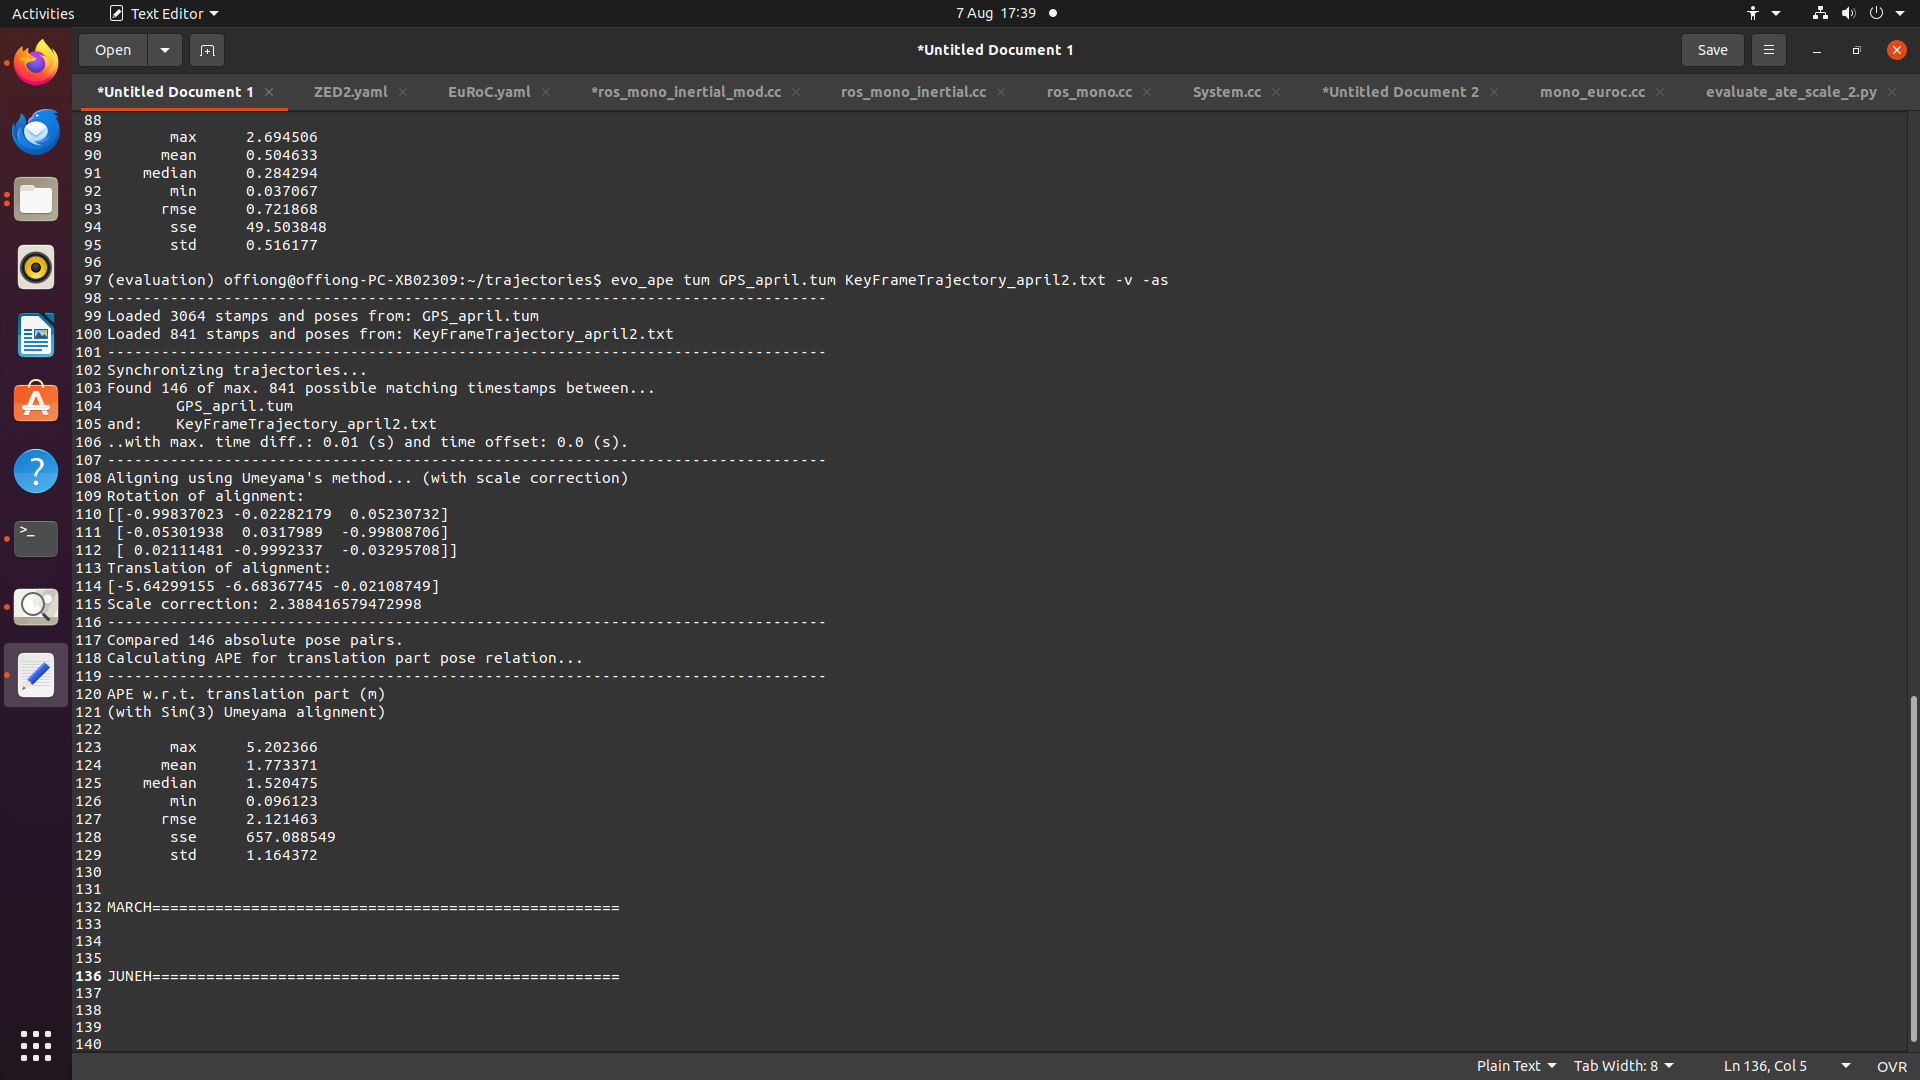 Activities Text Editor 7 Aug 17:39
Open *Untitled Document 1 Save
*Untitled Document 1 ZED2.yaml EuRoC.yaml *ros_mono_inertial_mod.cc ros_mono_inertial.cc ros_mono.cc System.cc *Untitled Document 2 mono_euroc.cc evaluate_ate_scale_2.py
88
89 max 2.694506
90 mean 0.504633
91 median 0.284294
92 min 0.037067
93 rmse 0.721868
94 sse 49.503848
95 std 0.516177
96
97 (evaluation) offiong@offiong-PC-XB02309:~/trajectories$ evo_ape tum GPS_april.tum KeyFrameTrajectory_april2.txt -v -as
98 --------------------------------------------------------------------------------
99 Loaded 3064 stamps and poses from: GPS_april.tum
100 Loaded 841 stamps and poses from: KeyFrameTrajectory_april2.txt
101 --------------------------------------------------------------------------------
102 Synchronizing trajectories...
103 Found 146 of max. 841 possible matching timestamps between...
104 GPS_april.tum
105 and: KeyFrameTrajectory_april2.txt
106 ..with max. time diff.: 0.01 (s) and time offset: 0.0 (s).
107 --------------------------------------------------------------------------------
108 Aligning using Umeyama's method... (with scale correction)
109 Rotation of alignment:
110 [[-0.99837023 -0.02282179 0.05230732]
111 [-0.05301938 0.0317989 -0.99808706]
112 [ 0.02111481 -0.9992337 -0.03295708]]
113 Translation of alignment:
114 [-5.64299155 -6.68367745 -0.02108749]
115 Scale correction: 2.388416579472998
116 --------------------------------------------------------------------------------
117 Compared 146 absolute pose pairs.
118 Calculating APE for translation part pose relation...
119 --------------------------------------------------------------------------------
120 APE w.r.t. translation part (m)
121 (with Sim(3) Umeyama alignment)
122
123 max 5.202366
124 mean 1.773371
125 median 1.520475
126 min 0.096123
127 rmse 2.121463
128 sse 657.088549
129 std 1.164372
130
131
132 MARCH====================================================
133
134
135
136 JUNEH====================================================
137
138
139
140
Plain Text Tab Width: 8 Ln 136, Col 5 OVR